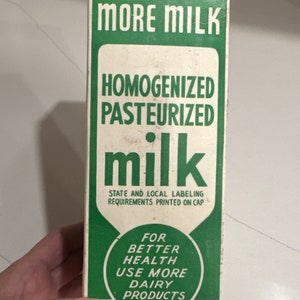 MORE MILK
HOMOGENIZED
PASTEURIZED
milk
STATE AND LOCAL LABELING
REQUIREMENTS PRINTED ON CAP
FOR
BETTER
HEALTH
USE MORE
DAIRY
PRODUCTS